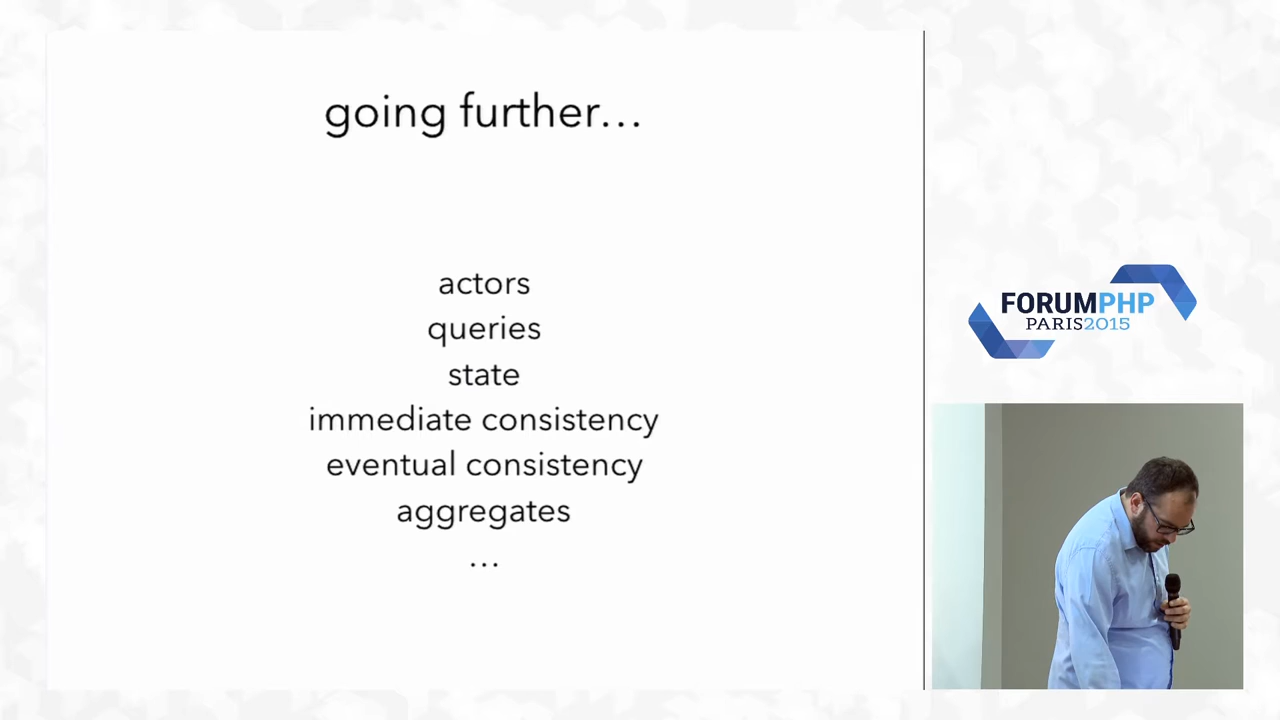 going further…
actors
queries
state
immediate consistency
eventual consistency
aggregates
…
FORUMPHP
PARIS2015